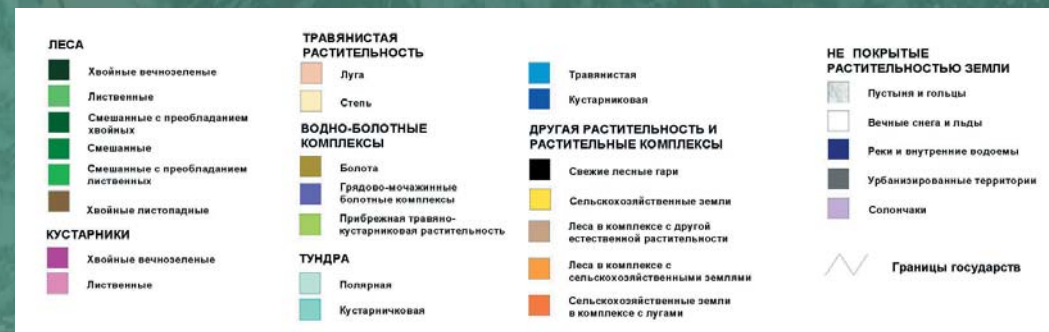 ЛЕСА
Хвойные вечнозеленые
Лиственные
Смешанные с преобладанием
хвойных
Смешанные
Смешанные с преобладанием
лиственных
Хвойные листопадные
КУСТАРНИКИ
Хвойные вечнозеленые
Лиственные
ТРАВЯНИСТАЯ
РАСТИТЕЛЬНОСТЬ
Луга
Степь
ВОДНО-БОЛОТНЫЕ
КОМПЛЕКСЫ
Болота
Грядово-мочажинные
болотные комплексы
Прибрежная травяно-
кустарниковая растительность
ТУНДРА
Полярная
Кустарничковая
Травянистая
Кустарниковая
ДРУГАЯ РАСТИТЕЛЬНОСТЬ И
РАСТИТЕЛЬНЫЕ КОМПЛЕКСЫ
Свежие лесные гари
Сельскохозяйственные земли
Леса в комплексе с другой
естественной растительности
Леса в комплексе с
сельскохозяйственными землями
Сельскохозяйственные земли
в комплексе с лугами
НЕ ПОКРЫТЫЕ
РАСТИТЕЛЬНОСТЬЮ ЗЕМЛИ
Пустыня и гольцы
Вечные снега и льды
Реки и внутренние водоемы
Урбанизированные территории
Солончаки
Границы государств